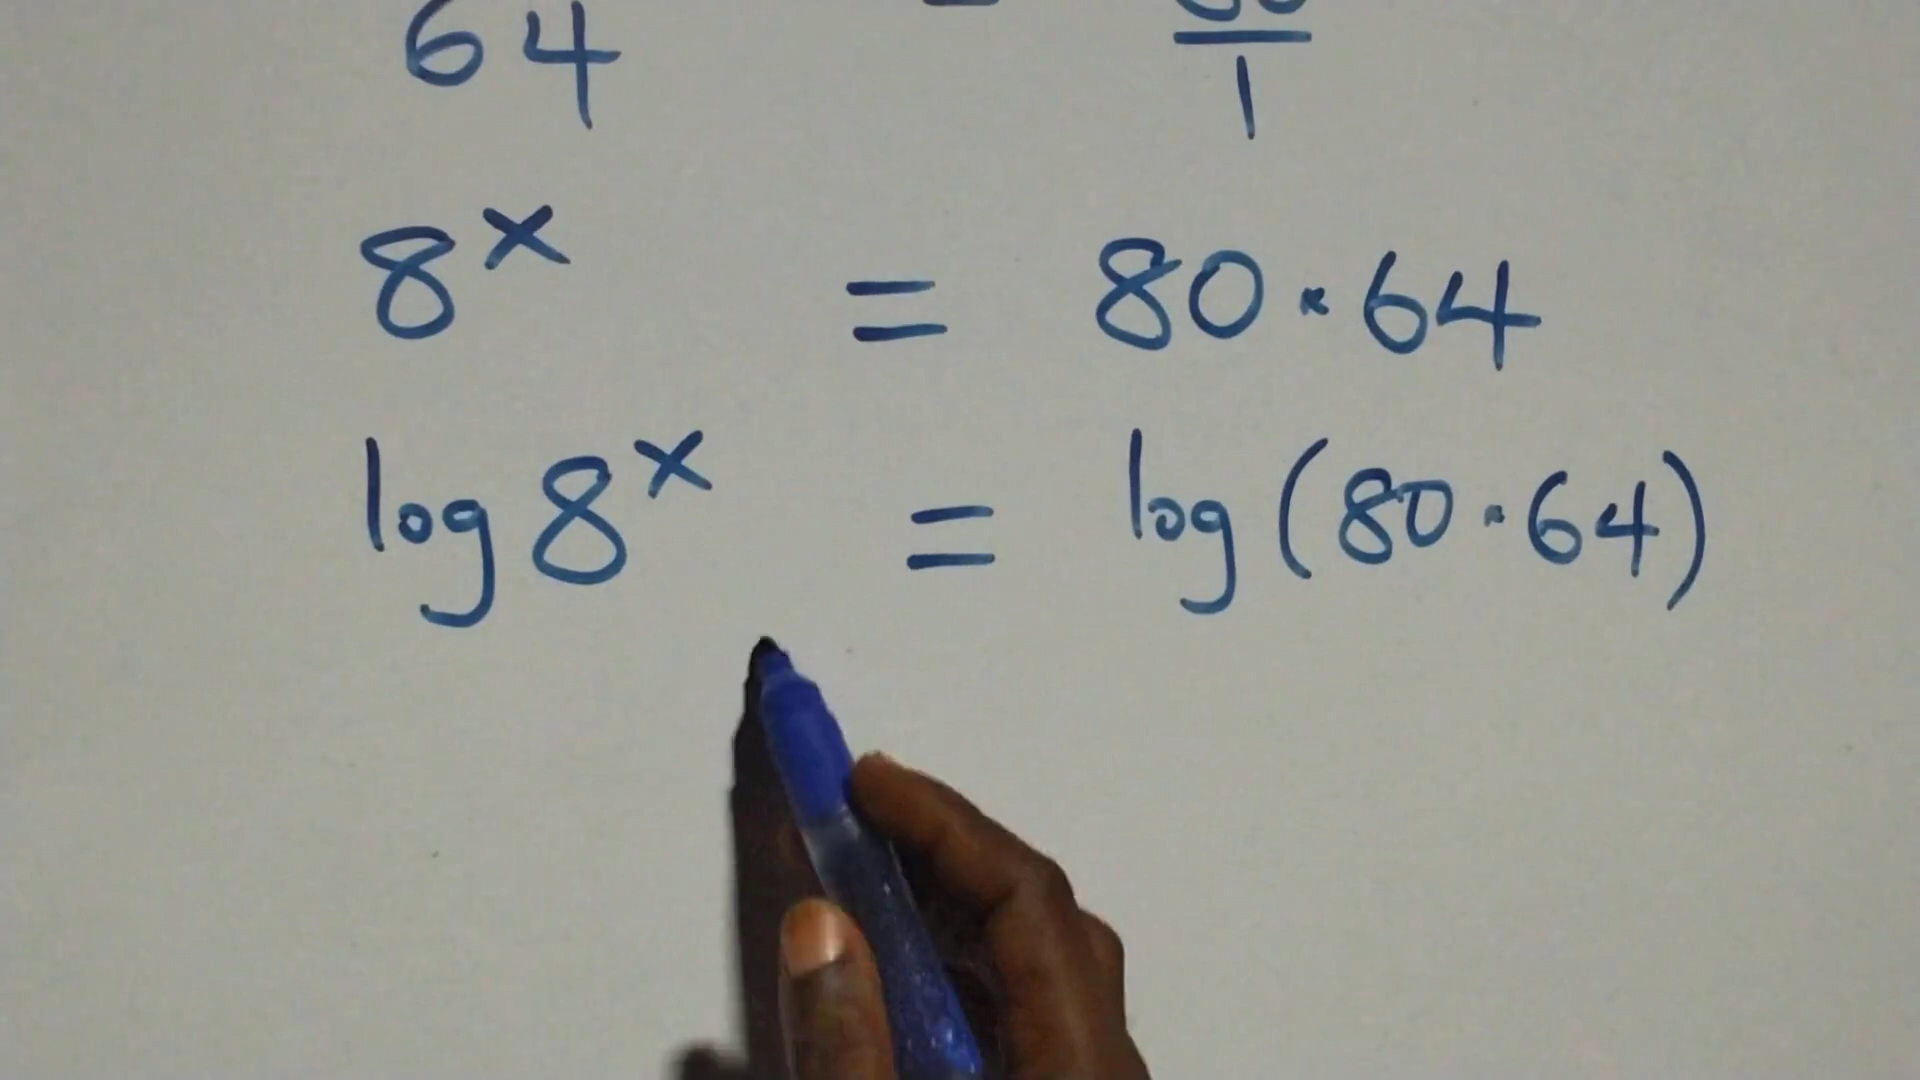 64 =
1
8^x = 80·64
log 8^x = log(80·64)